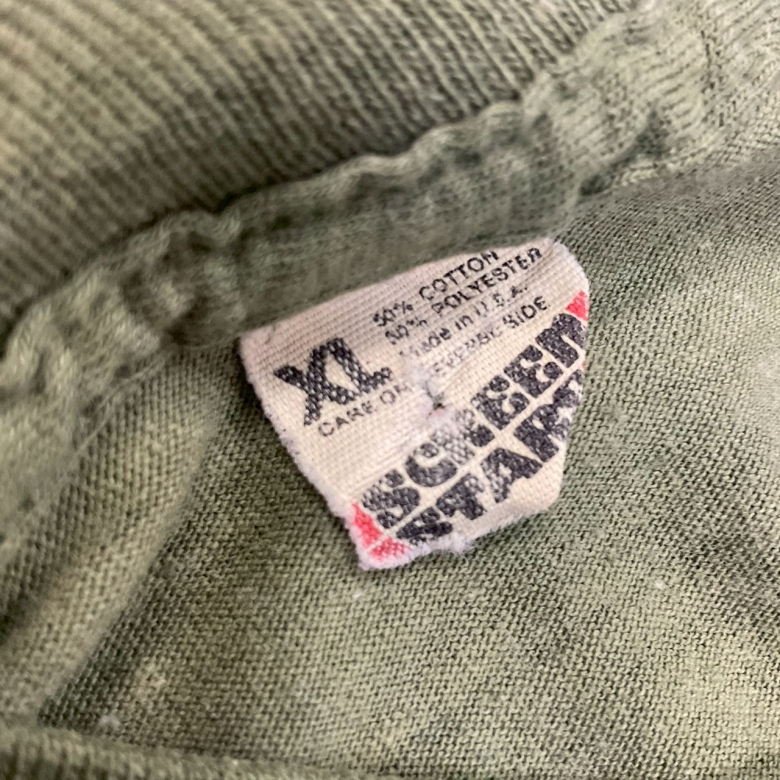 50% COTTON
50% POLYESTER
Made in U.S.A.
XL
CARE ON REVERSE SIDE
SCREEN
STARS